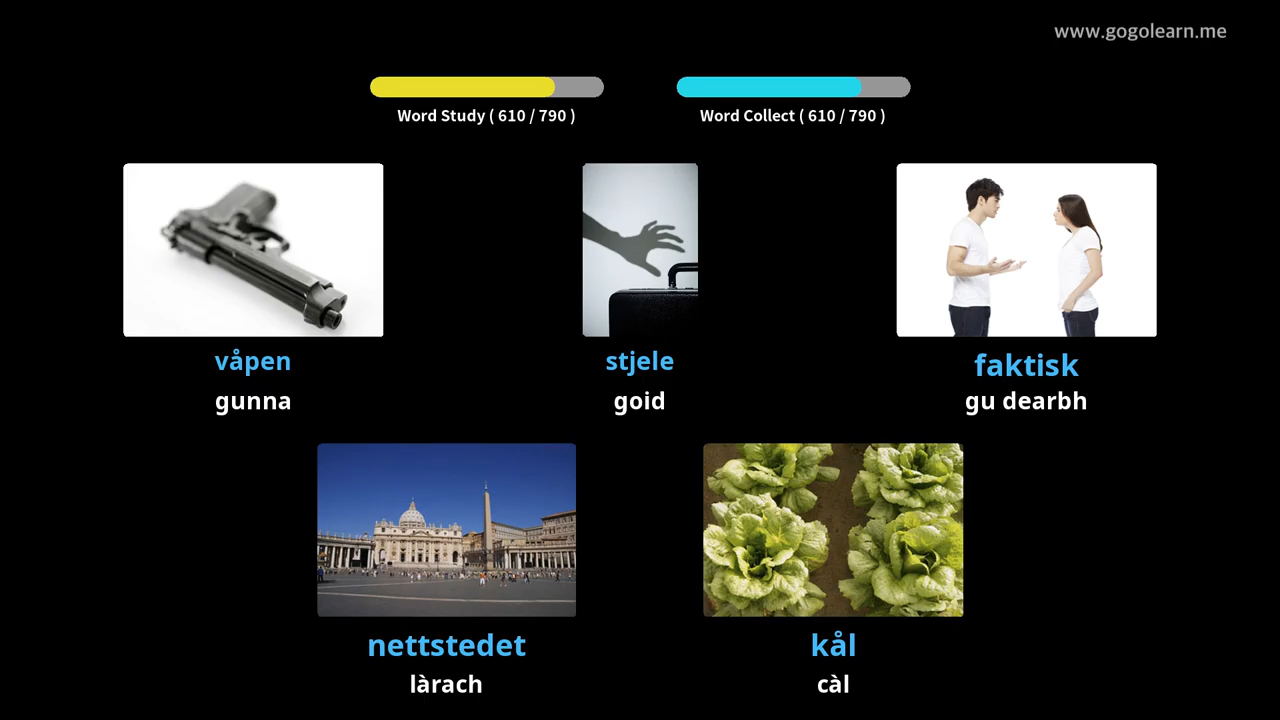 www.gogolearn.me
Word Study ( 610 / 790 )
Word Collect ( 610 / 790 )
våpen
gunna
stjele
goid
faktisk
gu dearbh
nettstedet
làrach
kål
càl